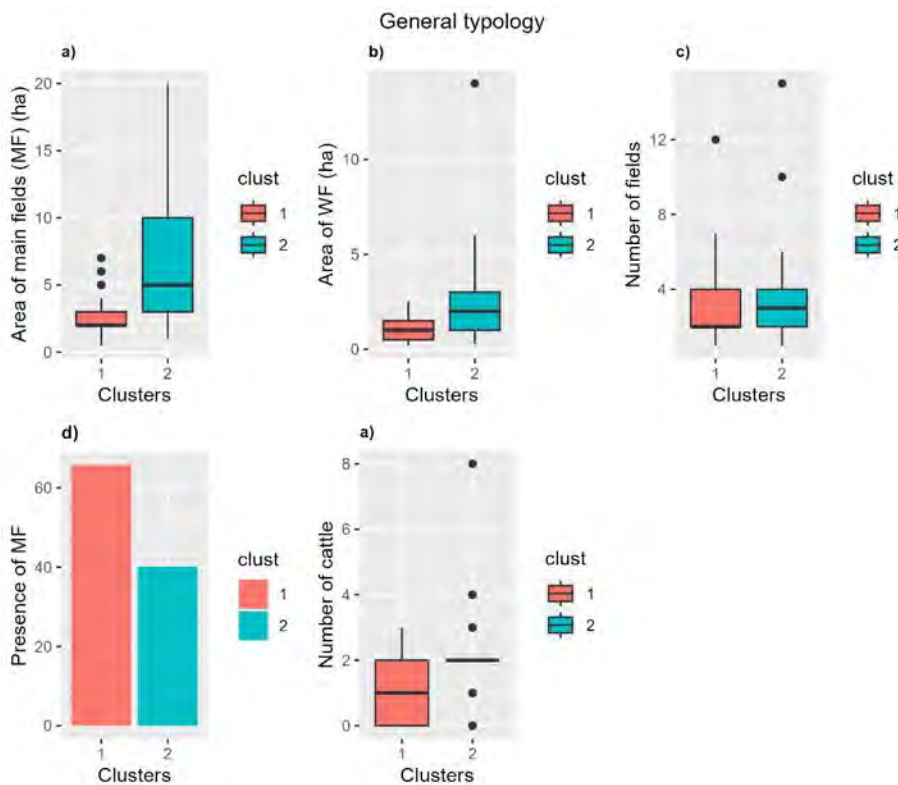 General typology
a)
Area of main fields (MF) (ha)
20
15
10
5
0
1
2
Clusters
clust
1
2
b)
Area of WF (ha)
10
5
0
1
2
Clusters
clust
1
2
c)
Number of fields
12
8
4
1
2
Clusters
clust
1
2
d)
Presence of MF
60
40
20
0
1
2
Clusters
clust
1
2
a)
Number of cattle
8
6
4
2
0
1
2
Clusters
clust
1
2